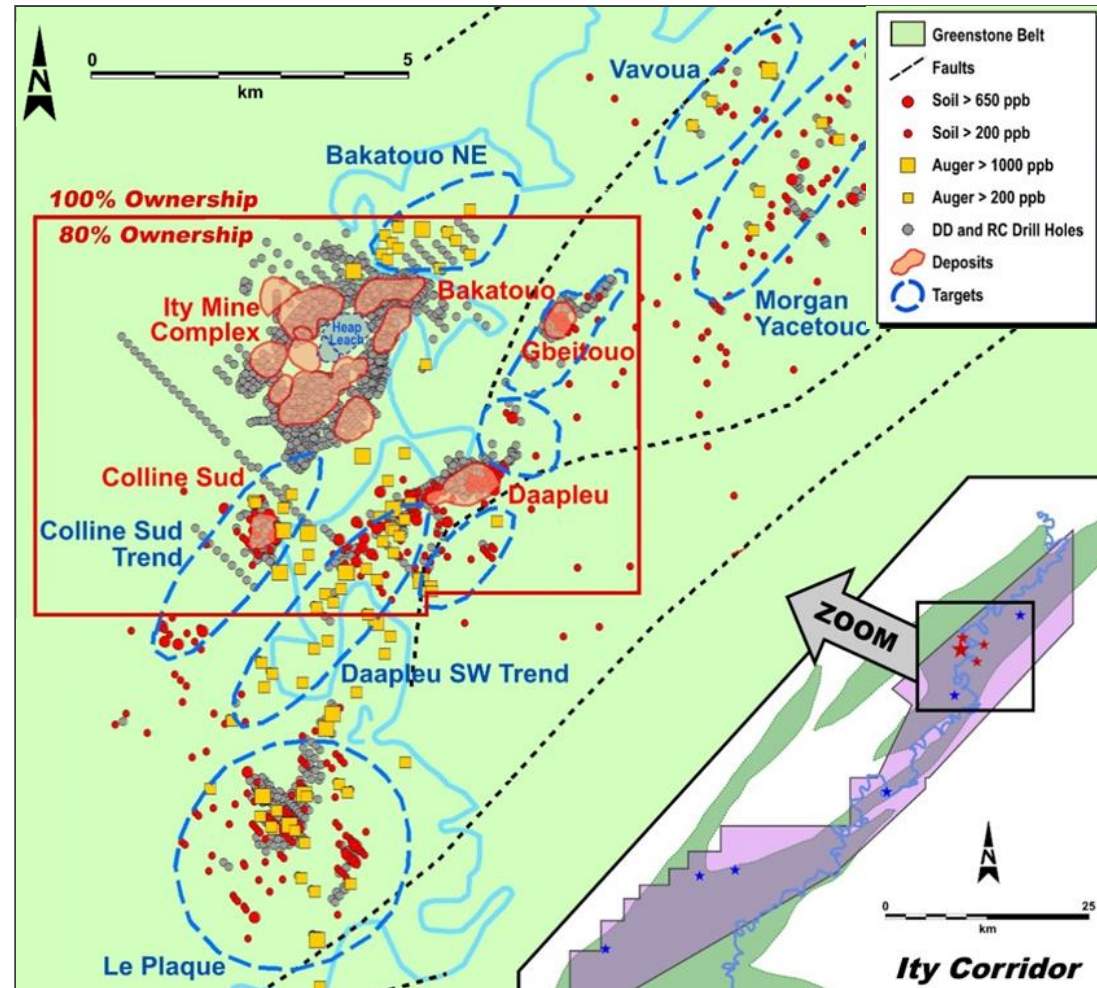 N
0 5
km
Vavoua
Bakatouo NE
100% Ownership
80% Ownership
Ity Mine
Complex
Heap
Leach
Bakatouo
Gbeitouo
Morgan
Yacetouo
Colline Sud
Colline Sud
Trend
Daapleu
Daapleu SW Trend
Le Plaque
Greenstone Belt
Faults
Soil > 650 ppb
Soil > 200 ppb
Auger > 1000 ppb
Auger > 200 ppb
DD and RC Drill Holes
Deposits
Targets
ZOOM
N
0 25
km
Ity Corridor